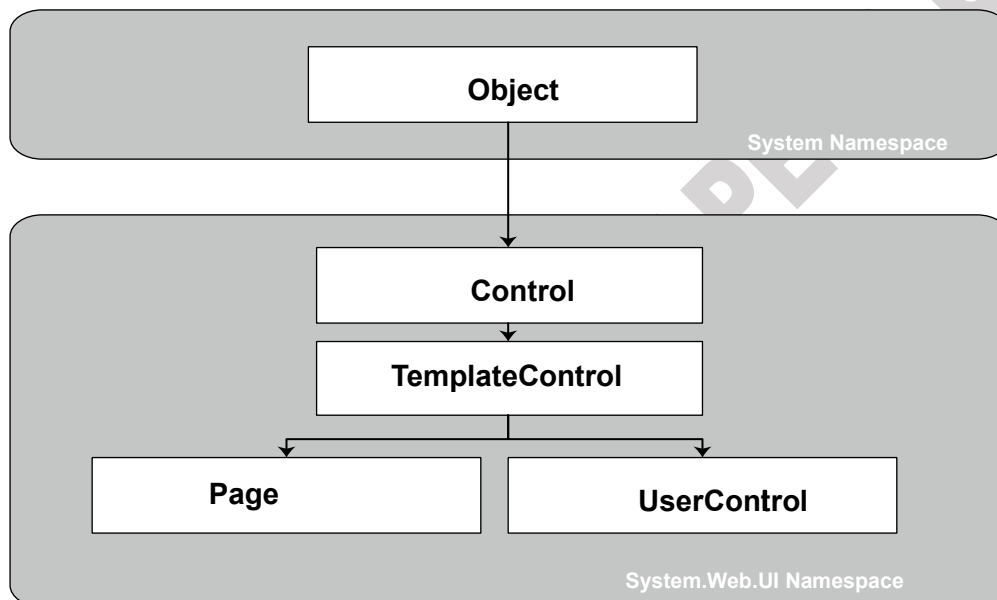 Object
System Namespace
Control
TemplateControl
Page
UserControl
System.Web.UI Namespace